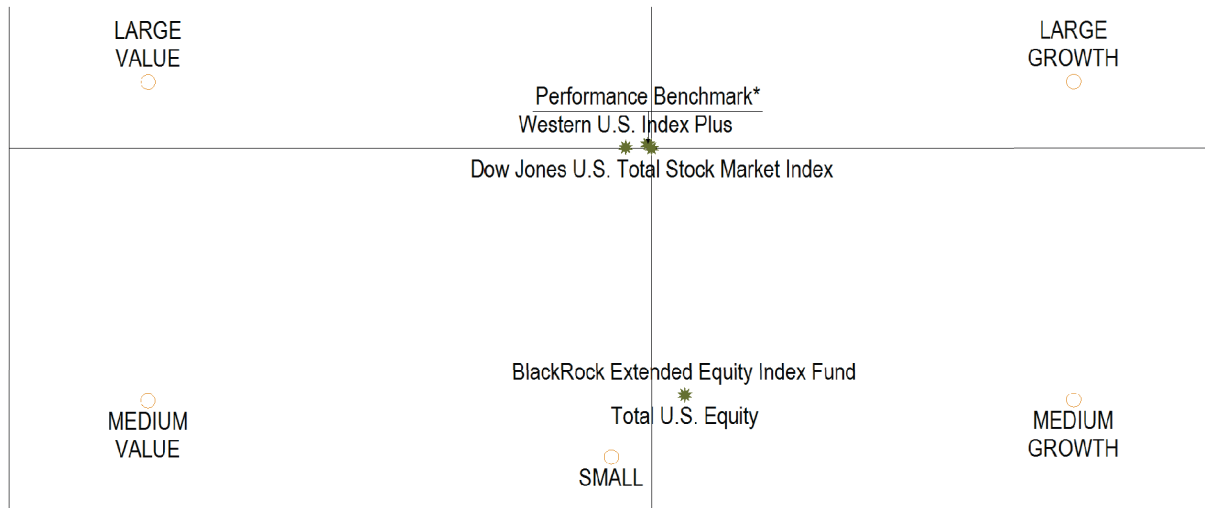 LARGE
VALUE
LARGE
GROWTH
Performance Benchmark*
Western U.S. Index Plus
Dow Jones U.S. Total Stock Market Index
BlackRock Extended Equity Index Fund
Total U.S. Equity
MEDIUM
VALUE
MEDIUM
GROWTH
SMALL